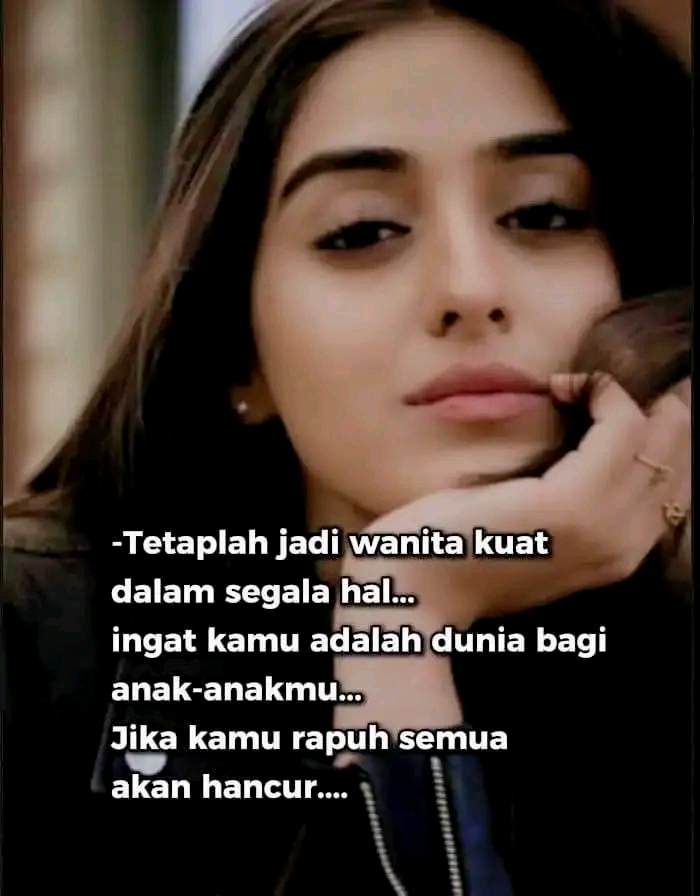 -Tetaplah jadi wanita kuat
dalam segala hal...
ingat kamu adalah dunia bagi
anak-anakmu...
Jika kamu rapuh semua
akan hancur....